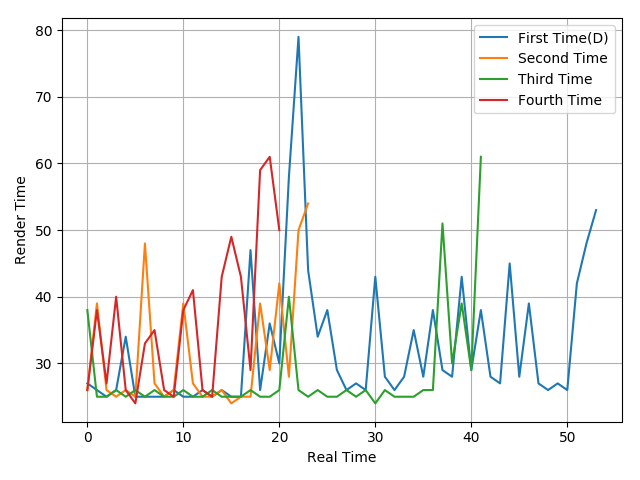 First Time(D)
Second Time
Third Time
Fourth Time
Render Time
80
70
60
50
40
30
0 10 20 30 40 50
Real Time